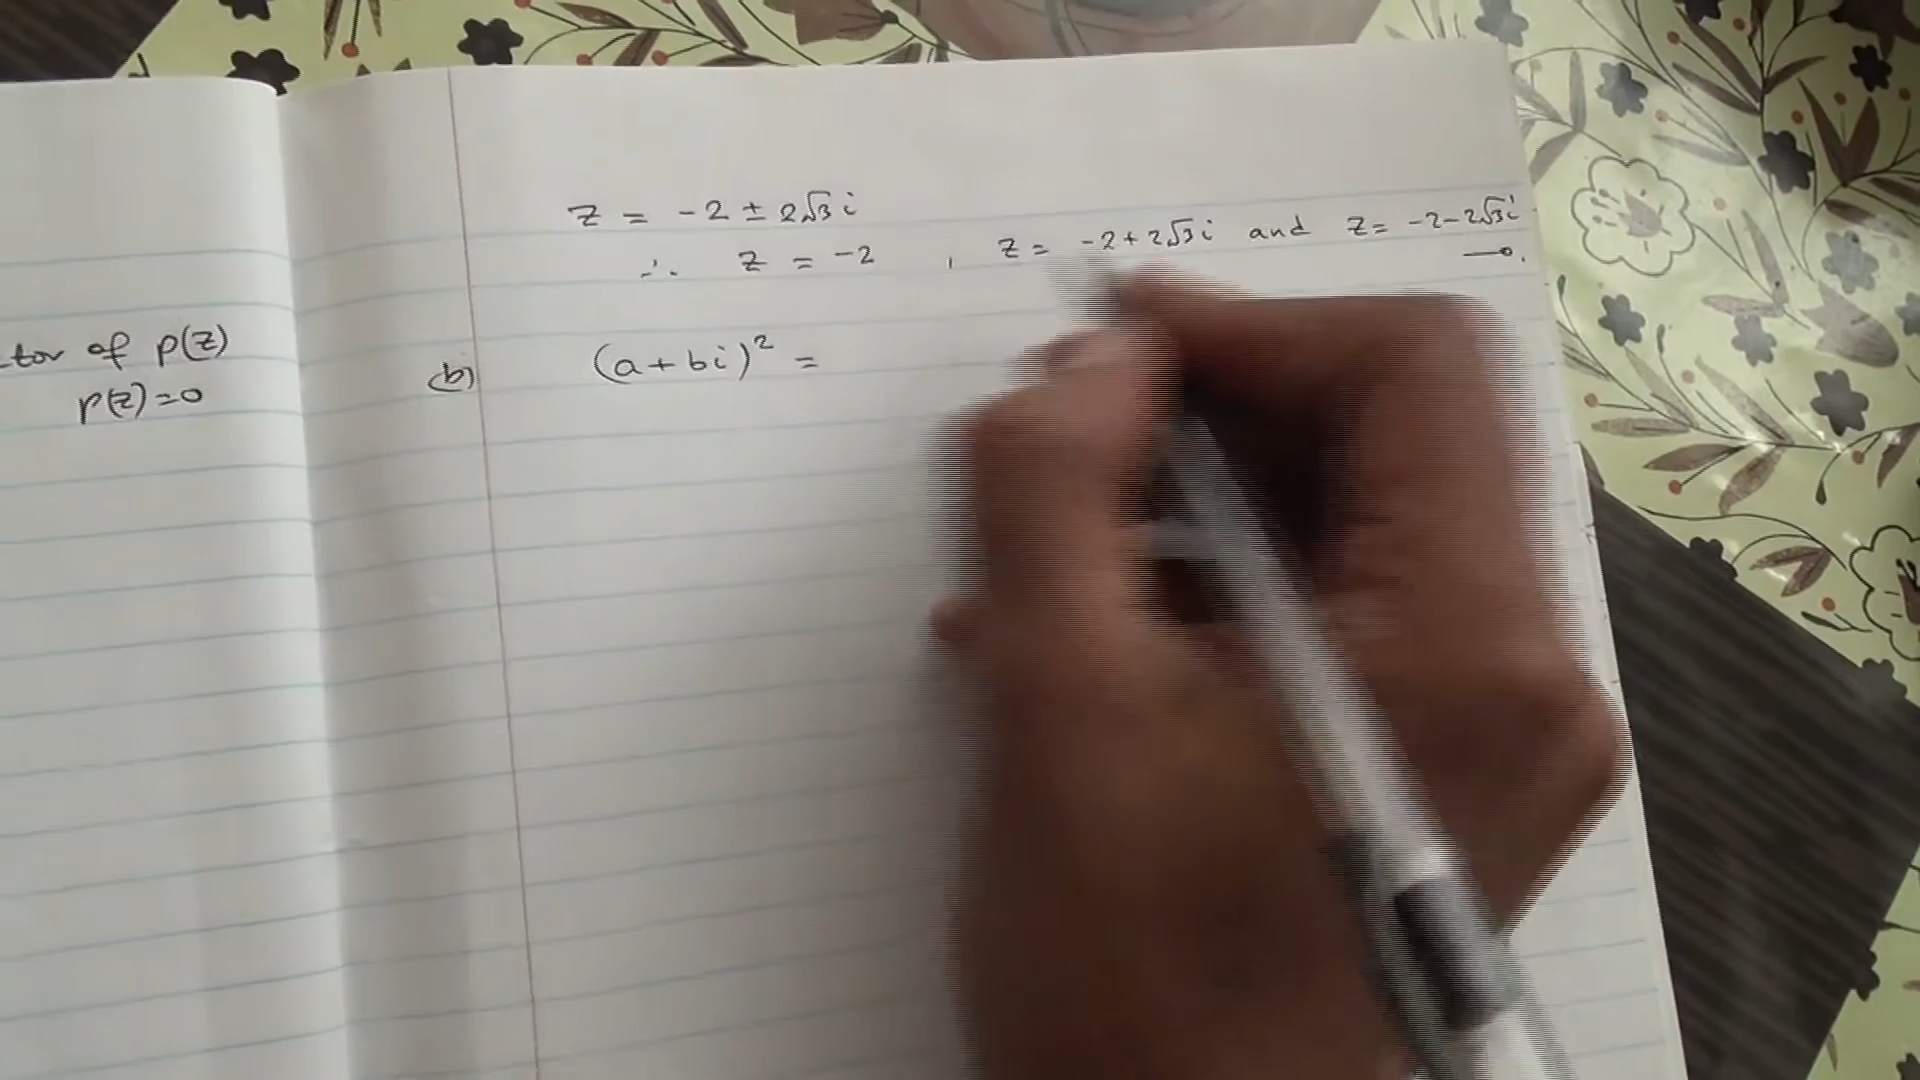 tor of p(z)
p(z)=0
z = -2 ± 2√3 i
∴ z = -2 , z = -2+2√3 i and z = -2-2√3 i
(b) (a+bi)² =